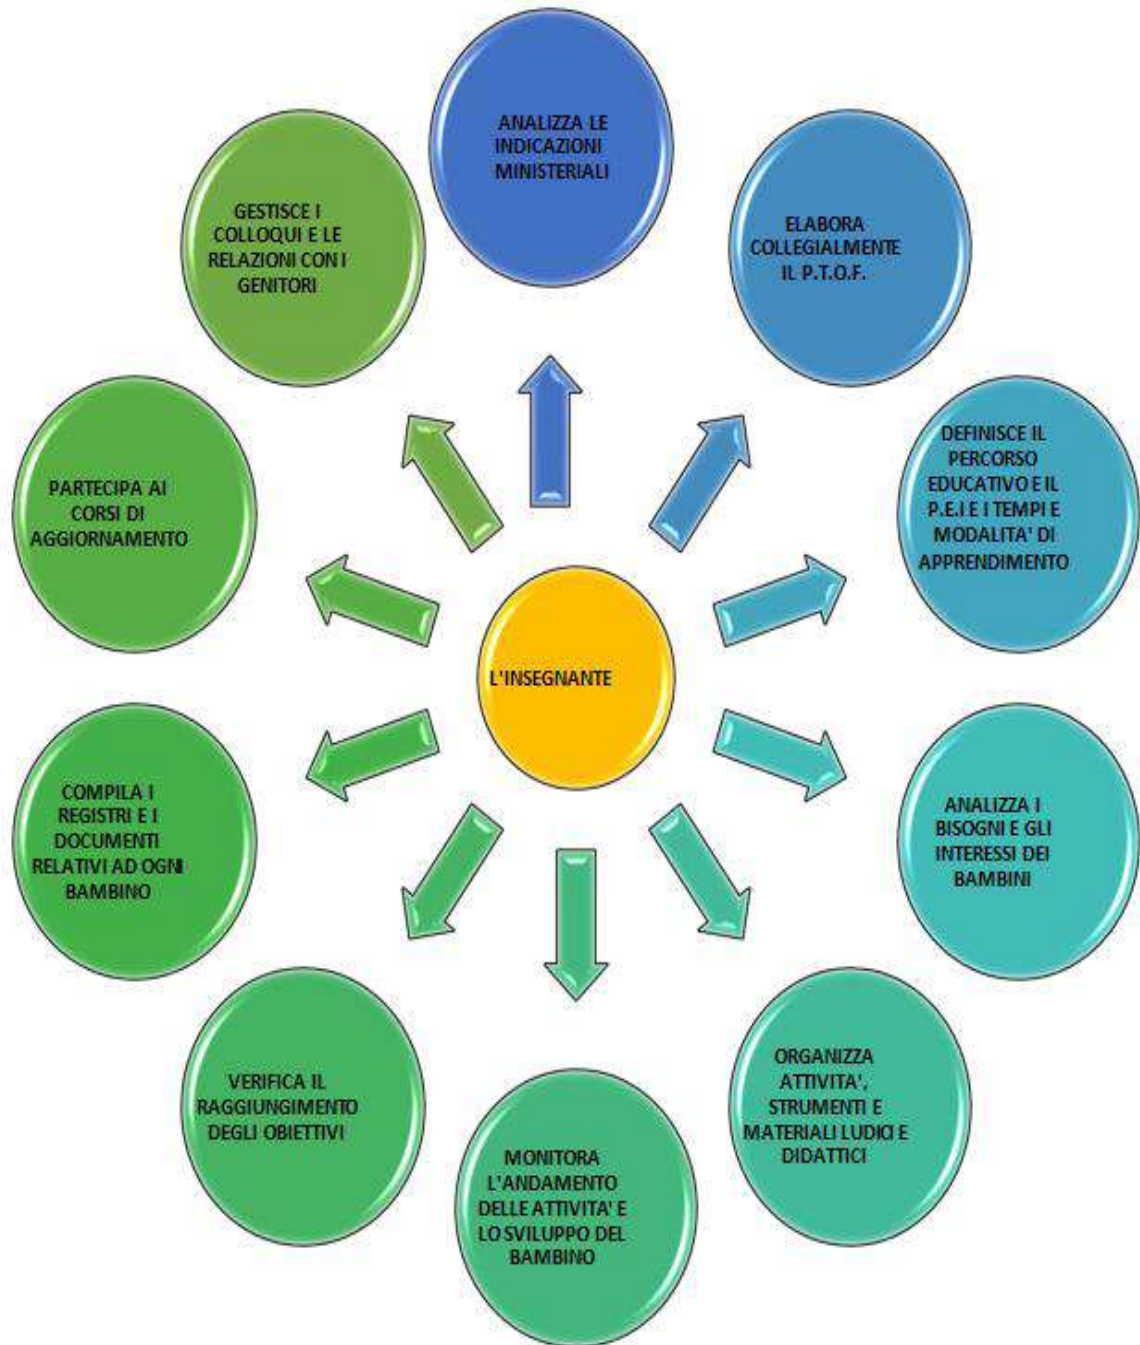 ANALIZZA LE
INDICAZIONI
MINISTERIALI
ELABORA
COLLEGIALMENTE
IL P.T.O.F.
DEFINISCE IL
PERCORSO
EDUCATIVO E IL
P.E.I E I TEMPI E
MODALITA' DI
APPRENDIMENTO
ANALIZZA I
BISOGNI E GLI
INTERESSI DEI
BAMBINI
ORGANIZZA
ATTIVITA',
STRUMENTI E
MATERIALI LUDICI E
DIDATTICI
MONITORA
L'ANDAMENTO
DELLE ATTIVITA' E
LO SVILUPPO DEL
BAMBINO
VERIFICA IL
RAGGIUNGIMENTO
DEGLI OBIETTIVI
COMPILA I
REGISTRI E I
DOCUMENTI
RELATIVI AD OGNI
BAMBINO
PARTECIPA AI
CORSI DI
AGGIORNAMENTO
GESTISCE I
COLLOQUI E LE
RELAZIONI CON I
GENITORI
L'INSEGNANTE